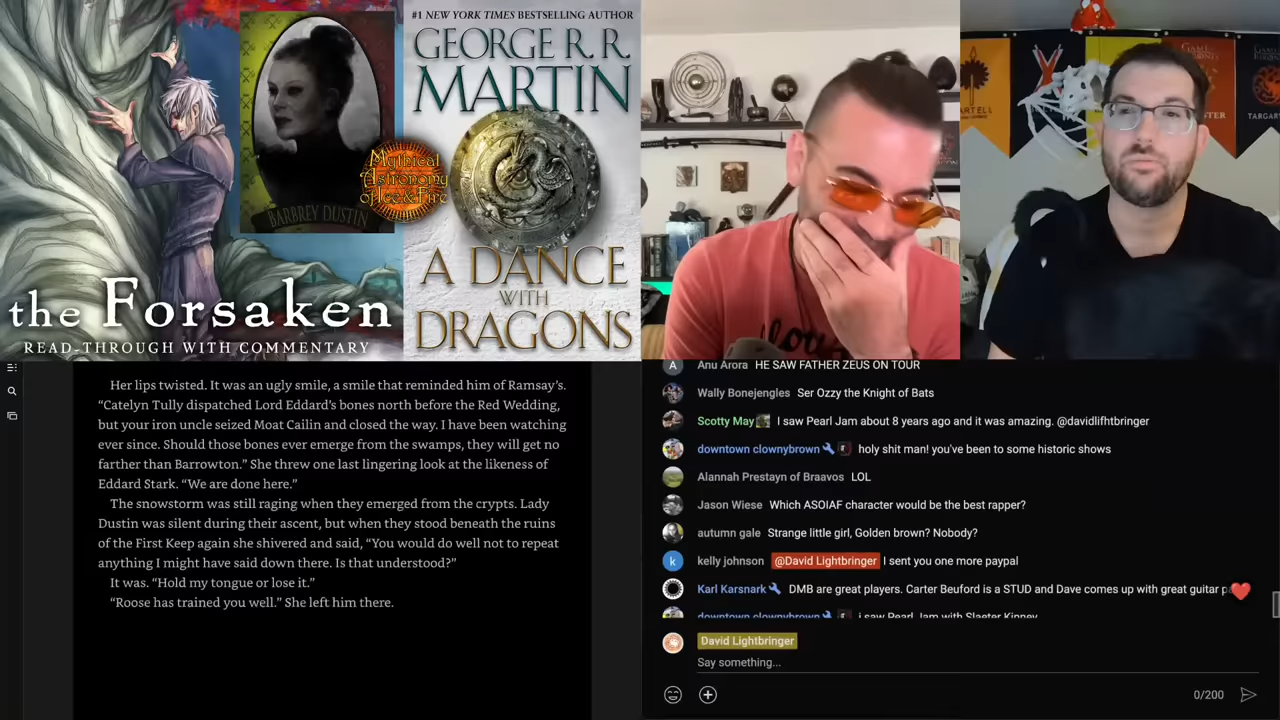 BARBREY DUSTIN
Mythical
Astronomy
of Ice & Fire
the Forsaken
READ-THROUGH WITH COMMENTARY
#1 NEW YORK TIMES BESTSELLING AUTHOR
GEORGE R. R.
MARTIN
A DANCE
WITH
DRAGONS
Her lips twisted. It was an ugly smile, a smile that reminded him of Ramsay’s.
“Catelyn Tully dispatched Lord Eddard’s bones north before the Red Wedding,
but your iron uncle seized Moat Cailin and closed the way. I have been watching
ever since. Should those bones ever emerge from the swamps, they will get no
farther than Barrowton.” She threw one last lingering look at the likeness of
Eddard Stark. “We are done here.”
The snowstorm was still raging when they emerged from the crypts. Lady
Dustin was silent during their ascent, but when they stood beneath the ruins
of the First Keep again she shivered and said, “You would do well not to repeat
anything I might have said down there. Is that understood?”
It was. “Hold my tongue or lose it.”
“Roose has trained you well.” She left him there.
A Anu Arora HE SAW FATHER ZEUS ON TOUR
Wally Bonejengles Ser Ozzy the Knight of Bats
Scotty May I saw Pearl Jam about 8 years ago and it was amazing. @davidlifhtbringer
downtown clownybrown holy shit man! you've been to some historic shows
Alannah Prestayn of Braavos LOL
Jason Wiese Which ASOIAF character would be the best rapper?
autumn gale Strange little girl, Golden brown? Nobody?
k kelly johnson @David Lightbringer I sent you one more paypal
Karl Karsnark DMB are great players. Carter Beuford is a STUD and Dave comes up with great guitar
downtown clownybrown i saw Pearl Jam with Slaeter Kinney
David Lightbringer
Say something...
0/200